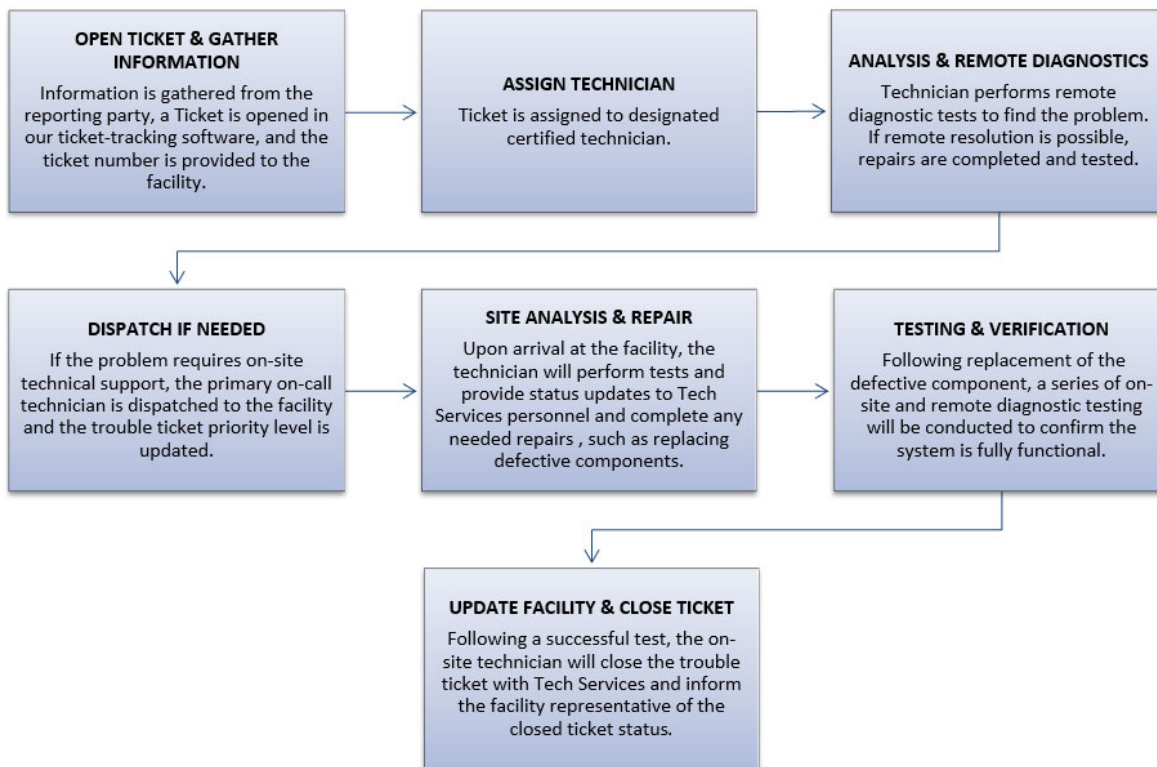 OPEN TICKET & GATHER
INFORMATION
Information is gathered from the
reporting party, a Ticket is opened in
our ticket-tracking software, and the
ticket number is provided to the
facility.
ASSIGN TECHNICIAN
Ticket is assigned to designated
certified technician.
ANALYSIS & REMOTE DIAGNOSTICS
Technician performs remote
diagnostic tests to find the problem.
If remote resolution is possible,
repairs are completed and tested.
DISPATCH IF NEEDED
If the problem requires on-site
technical support, the primary on-call
technician is dispatched to the facility
and the trouble ticket priority level is
updated.
SITE ANALYSIS & REPAIR
Upon arrival at the facility, the
technician will perform tests and
provide status updates to Tech
Services personnel and complete any
needed repairs , such as replacing
defective components.
TESTING & VERIFICATION
Following replacement of the
defective component, a series of on-
site and remote diagnostic testing
will be conducted to confirm the
system is fully functional.
UPDATE FACILITY & CLOSE TICKET
Following a successful test, the on-
site technician will close the trouble
ticket with Tech Services and inform
the facility representative of the
closed ticket status.